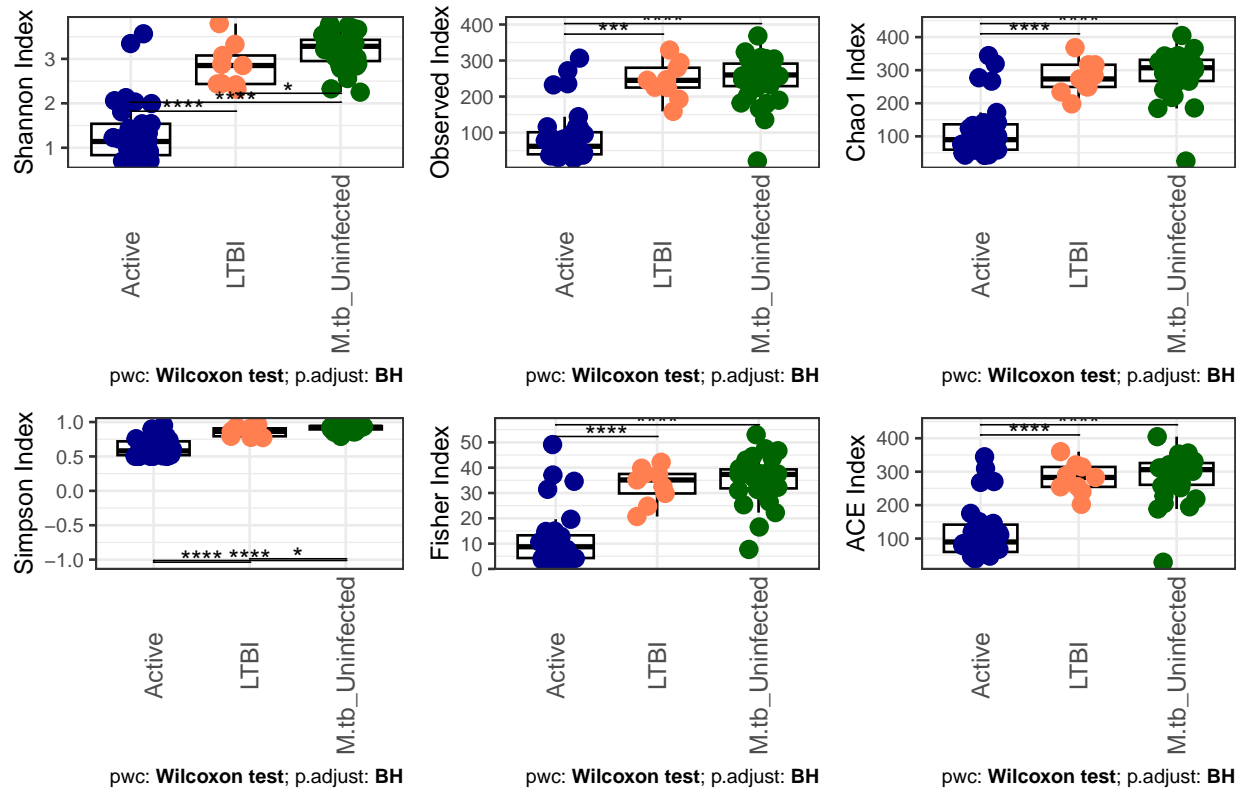 Shannon Index
3
2
1
****
****
*
Active
LTBI
M.tb_Uninfected
pwc: Wilcoxon test; p.adjust: BH
Observed Index
400
300
200
100
***
****
Active
LTBI
M.tb_Uninfected
pwc: Wilcoxon test; p.adjust: BH
Chao1 Index
400
300
200
100
****
****
Active
LTBI
M.tb_Uninfected
pwc: Wilcoxon test; p.adjust: BH
Simpson Index
1.0
0.5
0.0
−0.5
−1.0
****
****
*
Active
LTBI
M.tb_Uninfected
pwc: Wilcoxon test; p.adjust: BH
Fisher Index
50
40
30
20
10
0
****
****
Active
LTBI
M.tb_Uninfected
pwc: Wilcoxon test; p.adjust: BH
ACE Index
400
300
200
100
****
****
Active
LTBI
M.tb_Uninfected
pwc: Wilcoxon test; p.adjust: BH